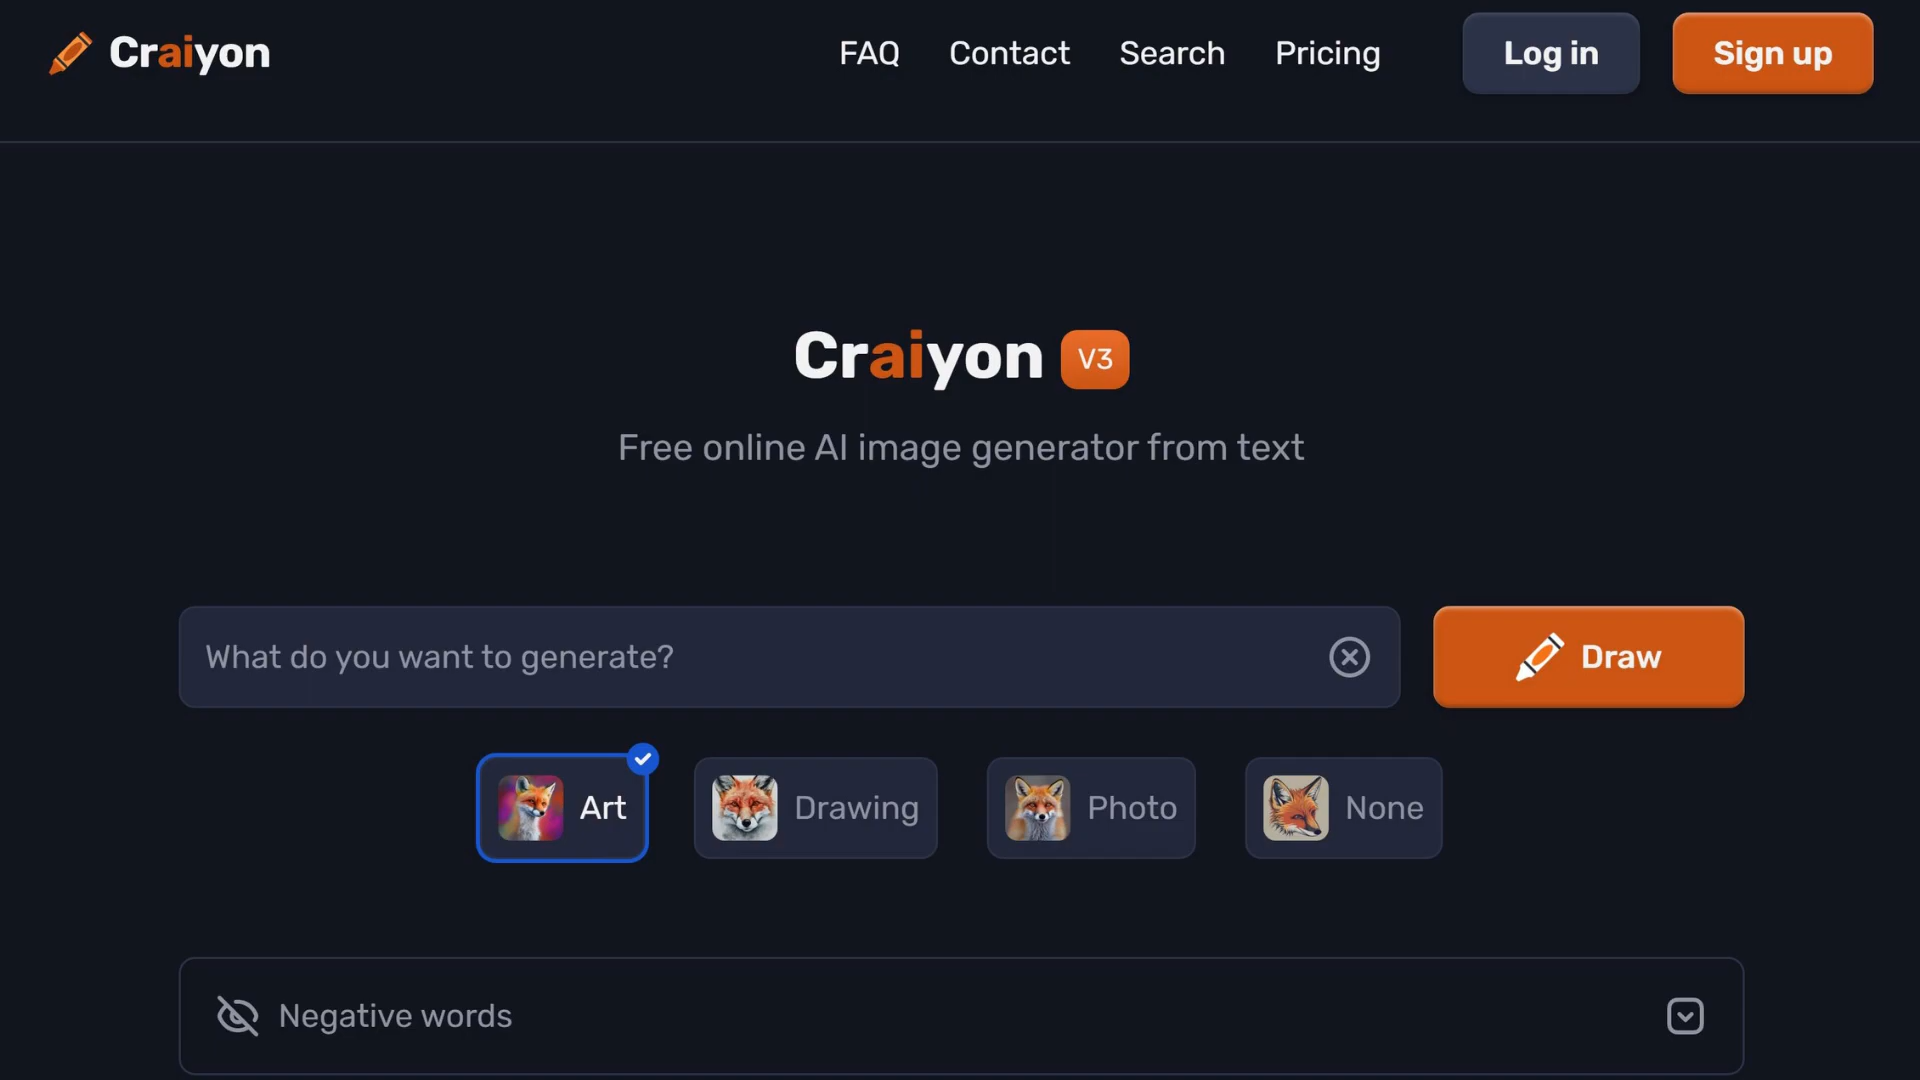 Craiyon FAQ Contact Search Pricing Log in Sign up
Craiyon V3
Free online AI image generator from text
What do you want to generate? Draw
Art Drawing Photo None
Negative words